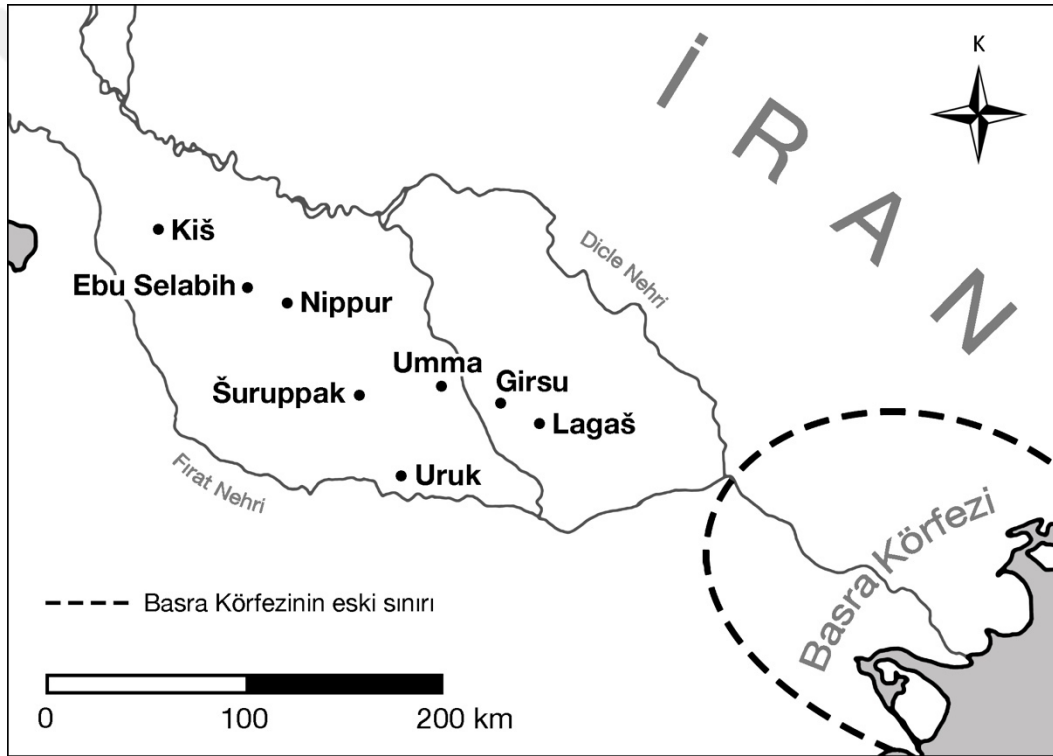 K
İRAN
Kiš
Dicle Nehri
Ebu Selabih
Nippur
Umma
Girsu
Šuruppak
Lagaš
Fırat Nehri
Uruk
Basra Körfezi
Basra Körfezinin eski sınırı
0 100 200 km